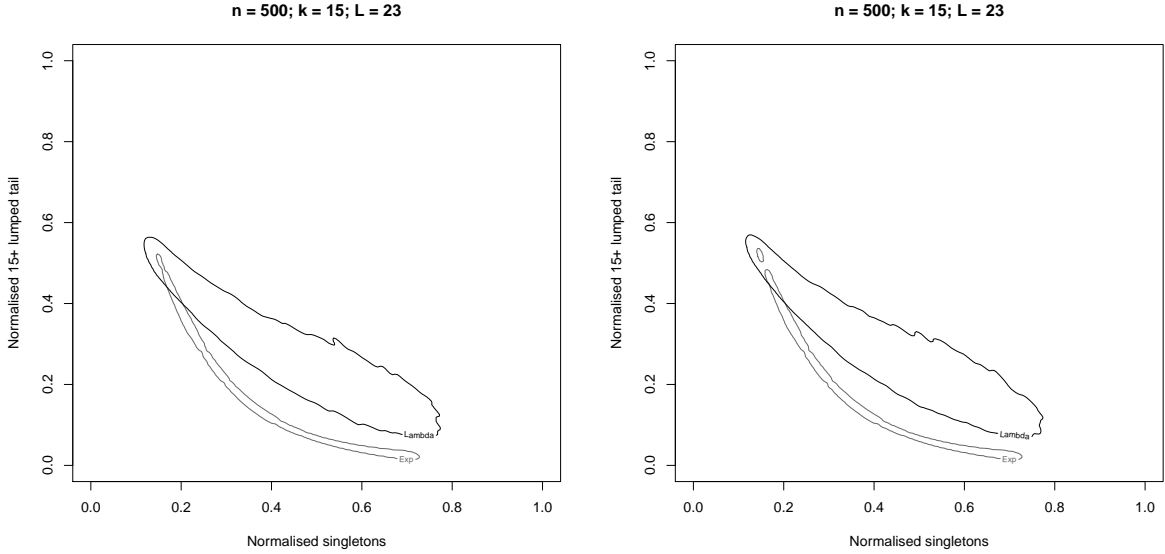 n = 500; k = 15; L = 23
Normalised 15+ lumped tail
1.0
0.8
0.6
0.4
0.2
0.0
Lambda
Exp
0.0 0.2 0.4 0.6 0.8 1.0
Normalised singletons
n = 500; k = 15; L = 23
Normalised 15+ lumped tail
1.0
0.8
0.6
0.4
0.2
0.0
Lambda
Exp
0.0 0.2 0.4 0.6 0.8 1.0
Normalised singletons